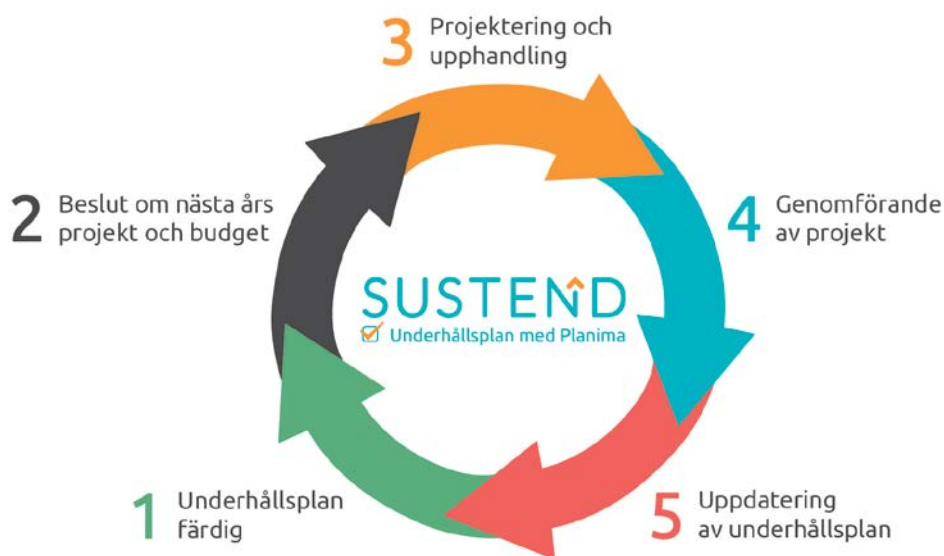 3 Projektering och
upphandling
2 Beslut om nästa års
projekt och budget
4 Genomförande
av projekt
SUSTEND
Underhållsplan med Planima
1 Underhållsplan
färdig
5 Uppdatering
av underhållsplan